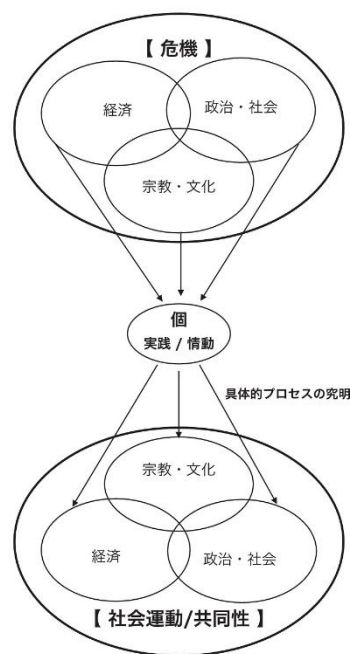 【 危機 】
経済
政治・社会
宗教・文化
個
実践 / 情動
具体的プロセスの究明
宗教・文化
経済
政治・社会
【 社会運動/共同性 】